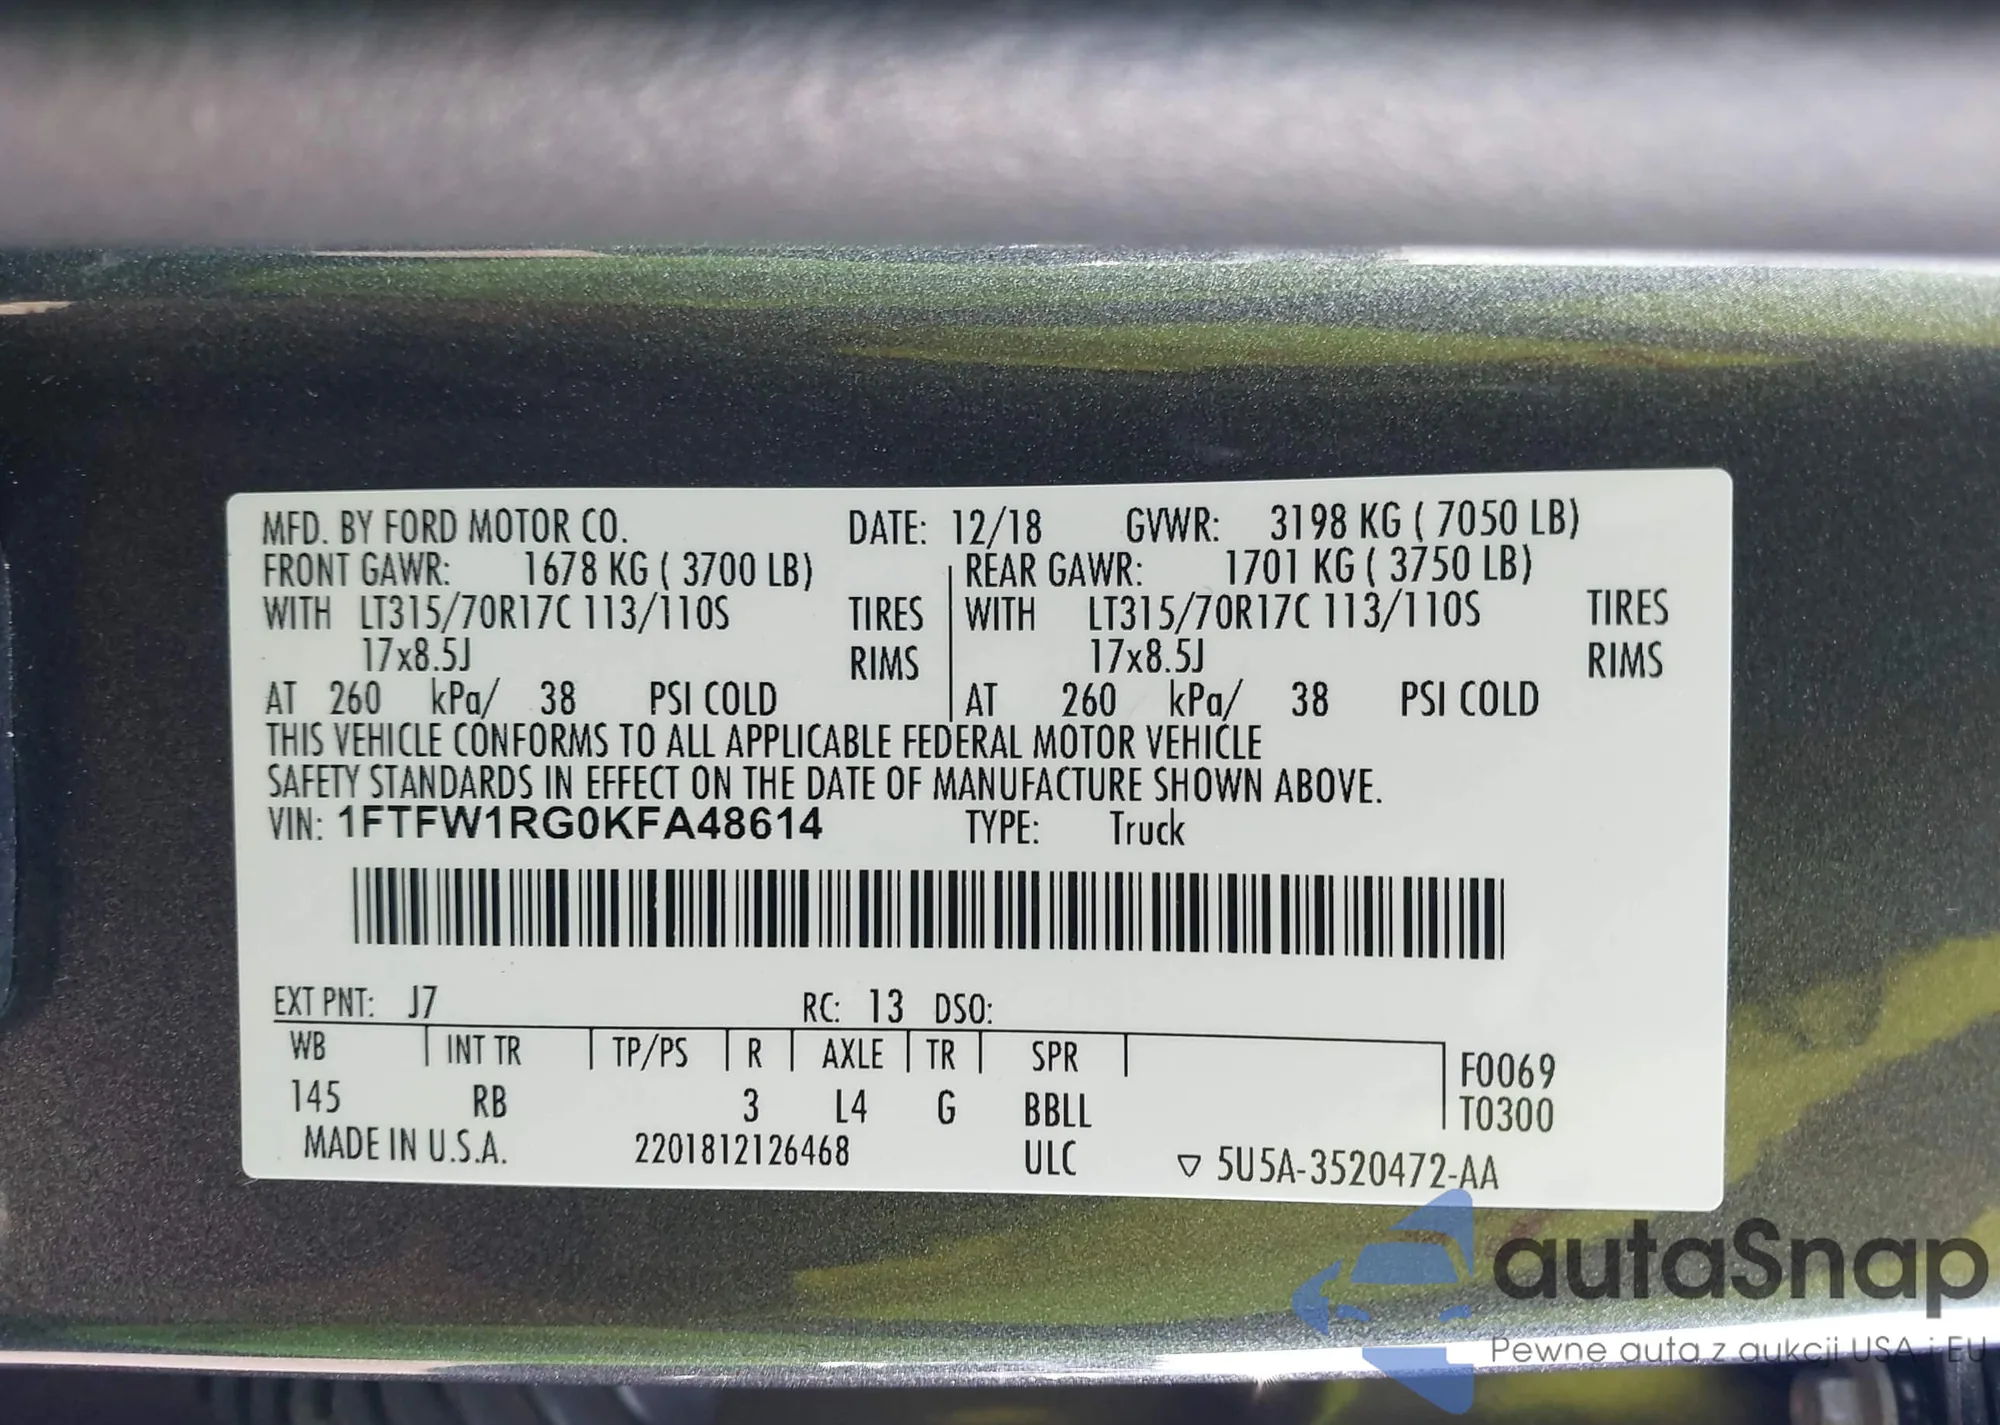 MFD. BY FORD MOTOR CO. DATE: 12/18 GVWR: 3198 KG ( 7050 LB)
FRONT GAWR: 1678 KG ( 3700 LB) REAR GAWR: 1701 KG ( 3750 LB)
WITH LT315/70R17C 113/110S TIRES WITH LT315/70R17C 113/110S TIRES
17x8.5J RIMS 17x8.5J RIMS
AT 260 kPa/ 38 PSI COLD AT 260 kPa/ 38 PSI COLD
THIS VEHICLE CONFORMS TO ALL APPLICABLE FEDERAL MOTOR VEHICLE
SAFETY STANDARDS IN EFFECT ON THE DATE OF MANUFACTURE SHOWN ABOVE.
VIN: 1FTFW1RG0KFA48614 TYPE: Truck
EXT PNT: J7 RC: 13 DSO:
WB INT TR TP/PS R AXLE TR SPR F0069
145 RB 3 L4 G BBLL T0300
MADE IN U.S.A. 2201812126468 ULC ▽ 5U5A-3520472-AA
autaSnap
Pewne auta z aukcji USA i EU